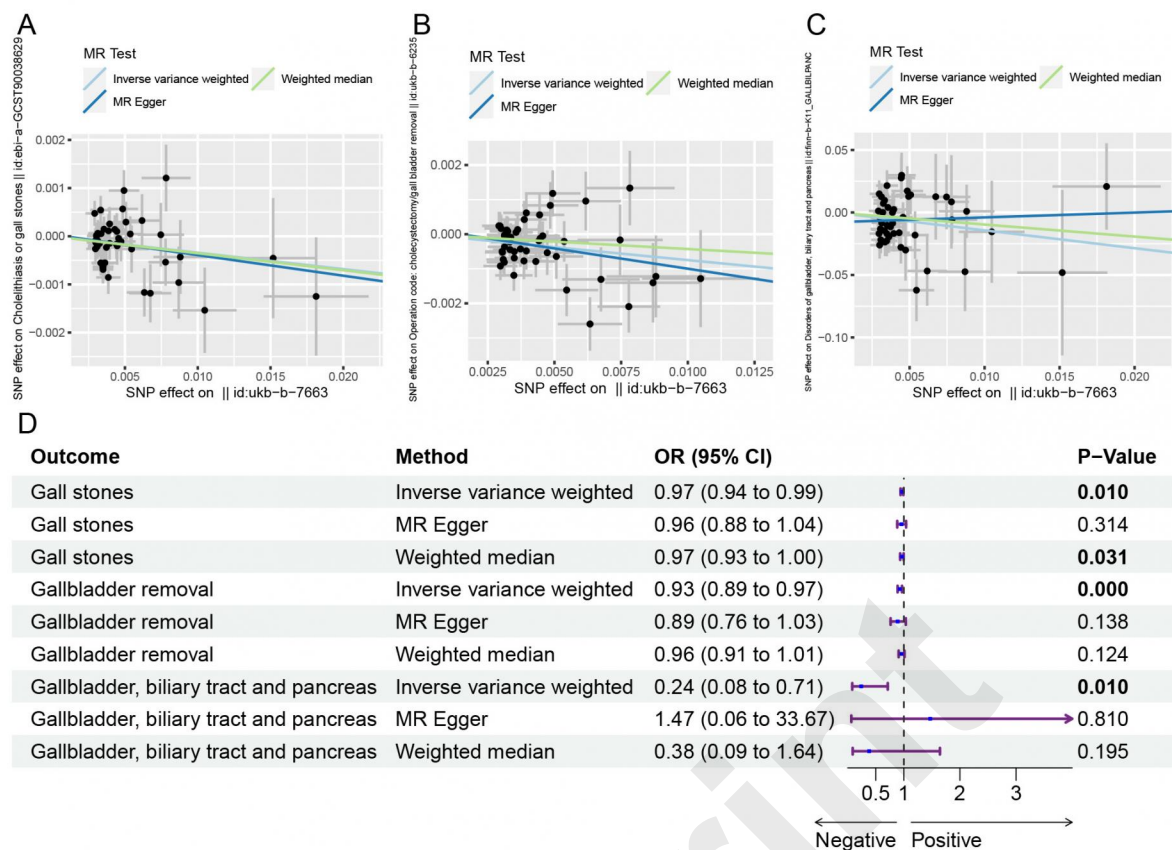 A
MR Test
Inverse variance weighted
Weighted median
MR Egger
SNP effect on Cholelithiasis or gall stones || id:ebi-a-GCST90038629
0.002
0.001
0.000
−0.001
−0.002
0.005
0.010
0.015
0.020
SNP effect on || id:ukb-b-7663
B
MR Test
Inverse variance weighted
Weighted median
MR Egger
SNP effect on Operation code: cholecystectomy/gall bladder removal || id:ukb-b-6235
0.002
0.000
−0.002
0.0025
0.0050
0.0075
0.0100
0.0125
SNP effect on || id:ukb-b-7663
C
MR Test
Inverse variance weighted
Weighted median
MR Egger
SNP effect on Disorders of gallbladder, biliary tract and pancreas || id:finn-b-K11_GALLBILPANC
0.05
0.00
−0.05
−0.10
0.005
0.010
0.015
0.020
SNP effect on || id:ukb-b-7663
D
Outcome Method OR (95% CI) P−Value
Gall stones Inverse variance weighted 0.97 (0.94 to 0.99) 0.010
Gall stones MR Egger 0.96 (0.88 to 1.04) 0.314
Gall stones Weighted median 0.97 (0.93 to 1.00) 0.031
Gallbladder removal Inverse variance weighted 0.93 (0.89 to 0.97) 0.000
Gallbladder removal MR Egger 0.89 (0.76 to 1.03) 0.138
Gallbladder removal Weighted median 0.96 (0.91 to 1.01) 0.124
Gallbladder, biliary tract and pancreas Inverse variance weighted 0.24 (0.08 to 0.71) 0.010
Gallbladder, biliary tract and pancreas MR Egger 1.47 (0.06 to 33.67) 0.810
Gallbladder, biliary tract and pancreas Weighted median 0.38 (0.09 to 1.64) 0.195
0.5 1 2 3
Negative Positive